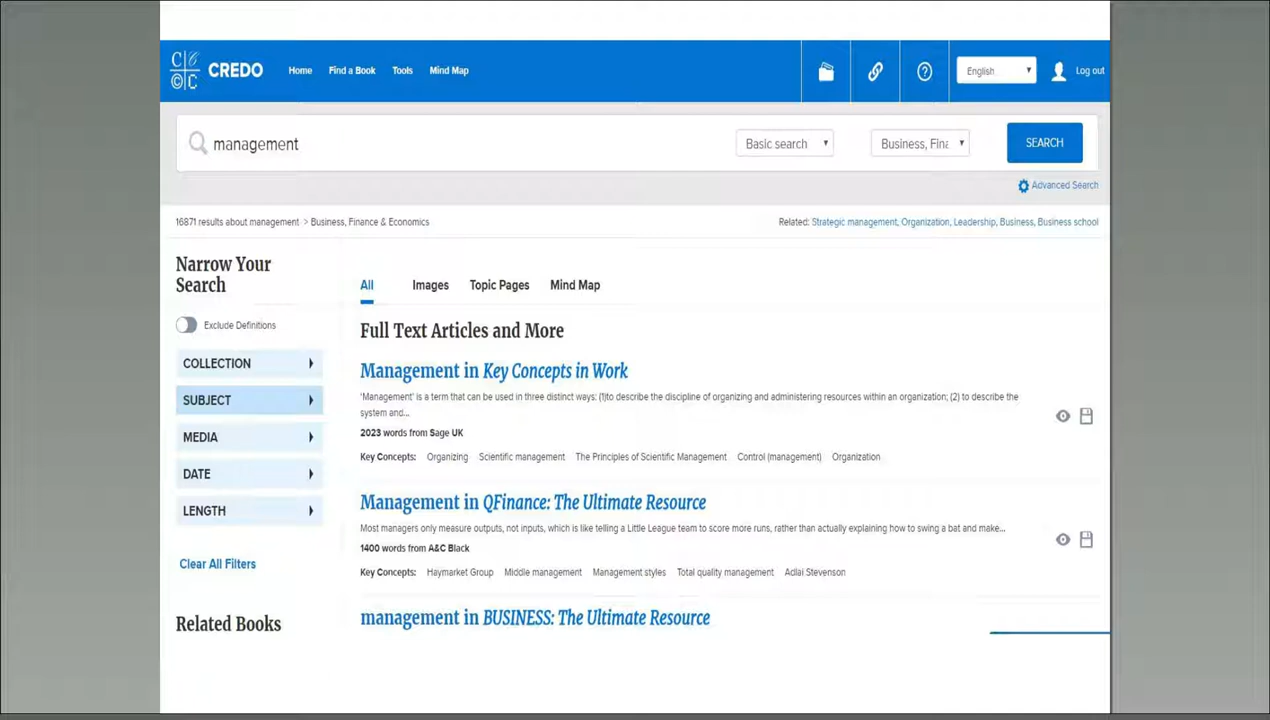 C C
© C
CREDO
Home
Find a Book
Tools
Mind Map
English
Log out
management
Basic search
Business, Fina
SEARCH
Advanced Search
16871 results about management > Business, Finance & Economics
Related: Strategic management, Organization, Leadership, Business, Business school
Narrow Your
Search
Exclude Definitions
COLLECTION
SUBJECT
MEDIA
DATE
LENGTH
Clear All Filters
Related Books
All
Images
Topic Pages
Mind Map
Full Text Articles and More
Management in Key Concepts in Work
'Management' is a term that can be used in three distinct ways: (1)to describe the discipline of organizing and administering resources within an organization; (2) to describe the
system and...
2023 words from Sage UK
Key Concepts: Organizing Scientific management The Principles of Scientific Management Control (management) Organization
Management in QFinance: The Ultimate Resource
Most managers only measure outputs, not inputs, which is like telling a Little League team to score more runs, rather than actually explaining how to swing a bat and make...
1400 words from A&C Black
Key Concepts: Haymarket Group Middle management Management styles Total quality management Adlai Stevenson
management in BUSINESS: The Ultimate Resource